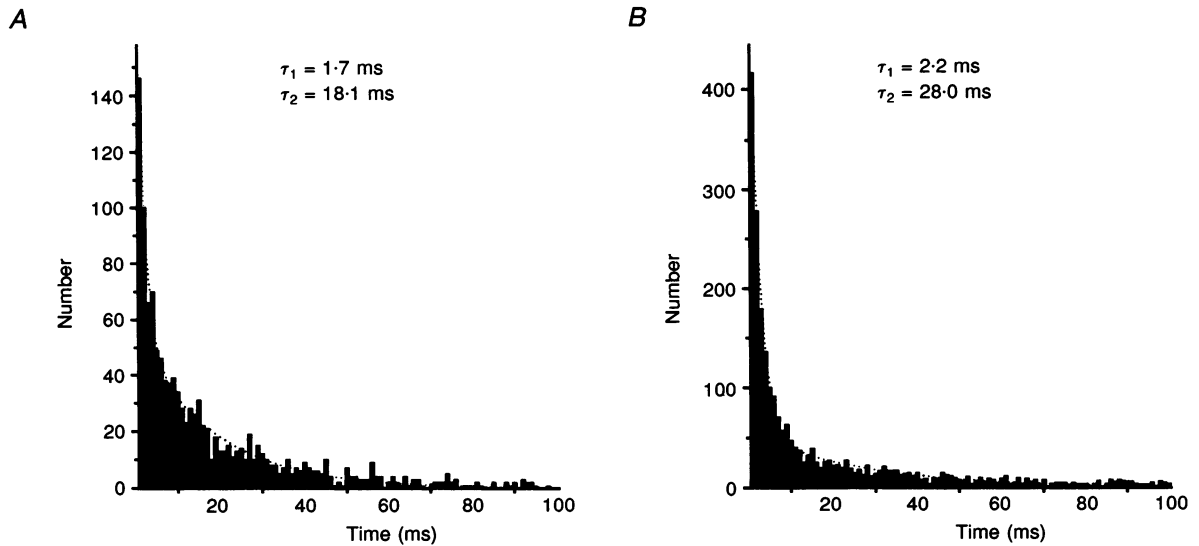 A
τ1 = 1·7 ms
τ2 = 18·1 ms
140
120
100
80
60
40
20
0
Number
20 40 60 80 100
Time (ms)
B
τ1 = 2·2 ms
τ2 = 28·0 ms
400
300
200
100
0
Number
20 40 60 80 100
Time (ms)